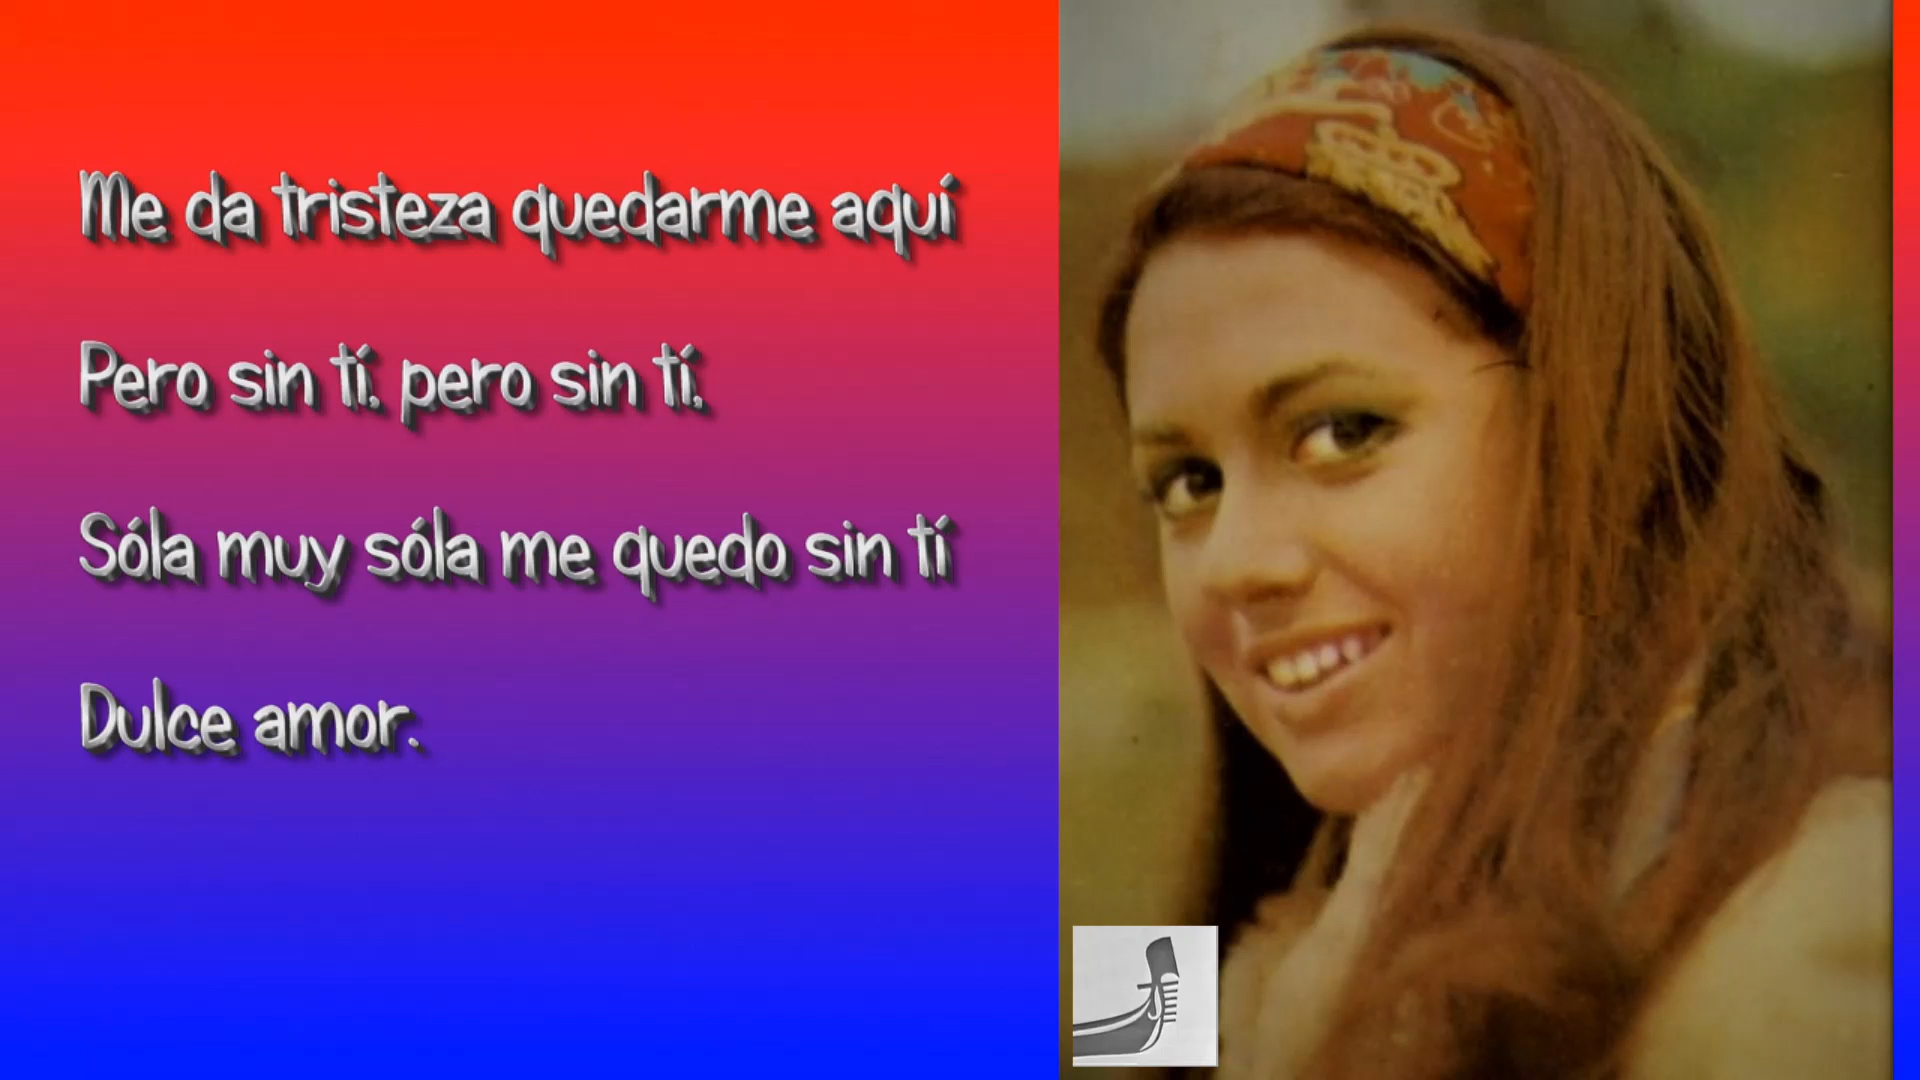 Me da tristeza quedarme aquí
Pero sin tí, pero sin tí,
Sóla muy sóla me quedo sin tí
Dulce amor.